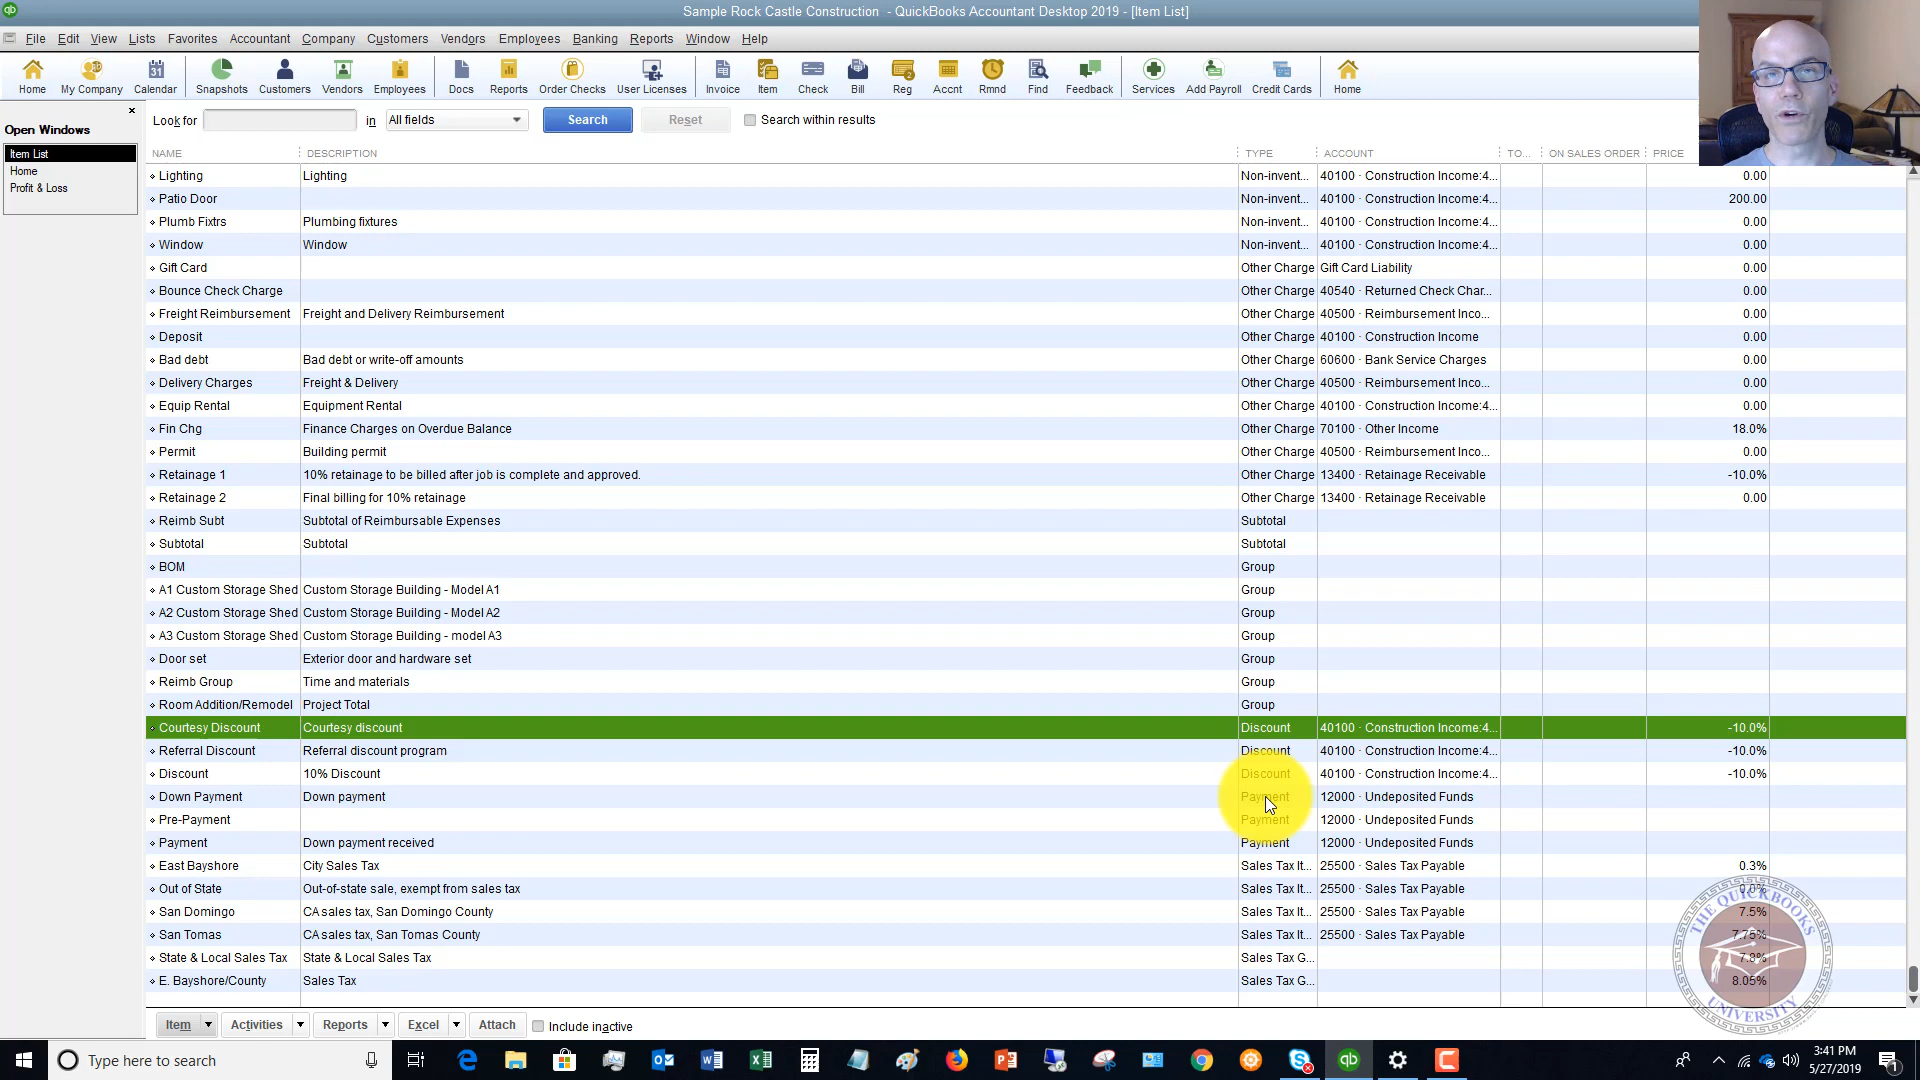 Sample Rock Castle Construction - QuickBooks Accountant Desktop 2019 - [Item List]
File Edit View Lists Favorites Accountant Company Customers Vendors Employees Banking Reports Window Help
Home My Company Calendar Snapshots Customers Vendors Employees Docs Reports Order Checks User Licenses Invoice Item Check Bill Reg Accnt Rmnd Find Feedback Services Add Payroll Credit Cards Home
Open Windows
Item List
Home
Profit & Loss
Look for in All fields Search Reset Search within results
NAME DESCRIPTION TYPE ACCOUNT TO... ON SALES ORDER PRICE
Lighting Lighting Non-invent... 40100 · Construction Income:4... 0.00
Patio Door Non-invent... 40100 · Construction Income:4... 200.00
Plumb Fixtrs Plumbing fixtures Non-invent... 40100 · Construction Income:4... 0.00
Window Window Non-invent... 40100 · Construction Income:4... 0.00
Gift Card Other Charge Gift Card Liability 0.00
Bounce Check Charge Other Charge 40540 · Returned Check Char... 0.00
Freight Reimbursement Freight and Delivery Reimbursement Other Charge 40500 · Reimbursement Inco... 0.00
Deposit Other Charge 40100 · Construction Income 0.00
Bad debt Bad debt or write-off amounts Other Charge 60600 · Bank Service Charges 0.00
Delivery Charges Freight & Delivery Other Charge 40500 · Reimbursement Inco... 0.00
Equip Rental Equipment Rental Other Charge 40100 · Construction Income:4... 0.00
Fin Chg Finance Charges on Overdue Balance Other Charge 70100 · Other Income 18.0%
Permit Building permit Other Charge 40500 · Reimbursement Inco... 0.00
Retainage 1 10% retainage to be billed after job is complete and approved. Other Charge 13400 · Retainage Receivable -10.0%
Retainage 2 Final billing for 10% retainage Other Charge 13400 · Retainage Receivable 0.00
Reimb Subt Subtotal of Reimbursable Expenses Subtotal
Subtotal Subtotal Subtotal
BOM Group
A1 Custom Storage Shed Custom Storage Building - Model A1 Group
A2 Custom Storage Shed Custom Storage Building - Model A2 Group
A3 Custom Storage Shed Custom Storage Building - model A3 Group
Door set Exterior door and hardware set Group
Reimb Group Time and materials Group
Room Addition/Remodel Project Total Group
Courtesy Discount Courtesy discount Discount 40100 · Construction Income:4... -10.0%
Referral Discount Referral discount program Discount 40100 · Construction Income:4... -10.0%
Discount 10% Discount Discount 40100 · Construction Income:4... -10.0%
Down Payment Down payment Payment 12000 · Undeposited Funds
Pre-Payment Payment 12000 · Undeposited Funds
Payment Down payment received Payment 12000 · Undeposited Funds
East Bayshore City Sales Tax Sales Tax It... 25500 · Sales Tax Payable 0.3%
Out of State Out-of-state sale, exempt from sales tax Sales Tax It... 25500 · Sales Tax Payable 0.0%
San Domingo CA sales tax, San Domingo County Sales Tax It... 25500 · Sales Tax Payable 7.5%
San Tomas CA sales tax, San Tomas County Sales Tax It... 25500 · Sales Tax Payable 7.75%
State & Local Sales Tax State & Local Sales Tax Sales Tax G... 7.8%
E. Bayshore/County Sales Tax Sales Tax G... 8.05%
THE QUICKBOOKS UNIVERSITY
Item Activities Reports Excel Attach Include inactive
Type here to search
3:41 PM
5/27/2019
1